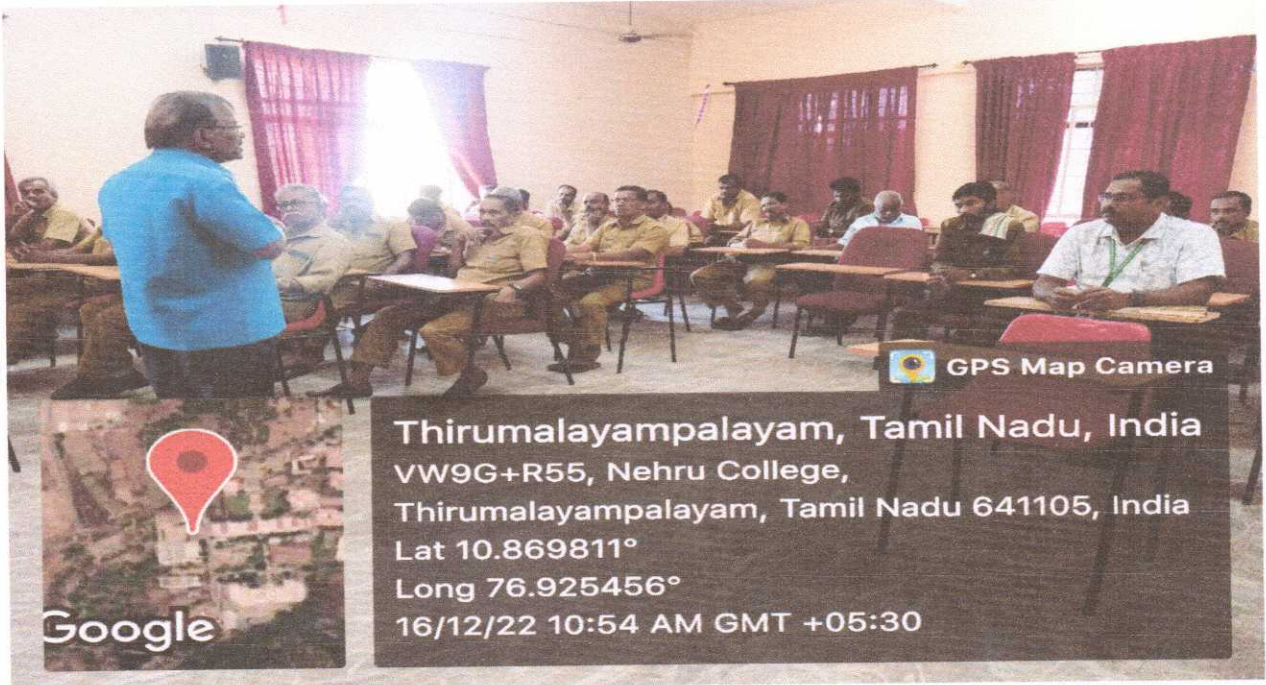 GPS Map Camera
Thirumalayampalayam, Tamil Nadu, India
VW9G+R55, Nehru College,
Thirumalayampalayam, Tamil Nadu 641105, India
Lat 10.869811°
Long 76.925456°
16/12/22 10:54 AM GMT +05:30
Google